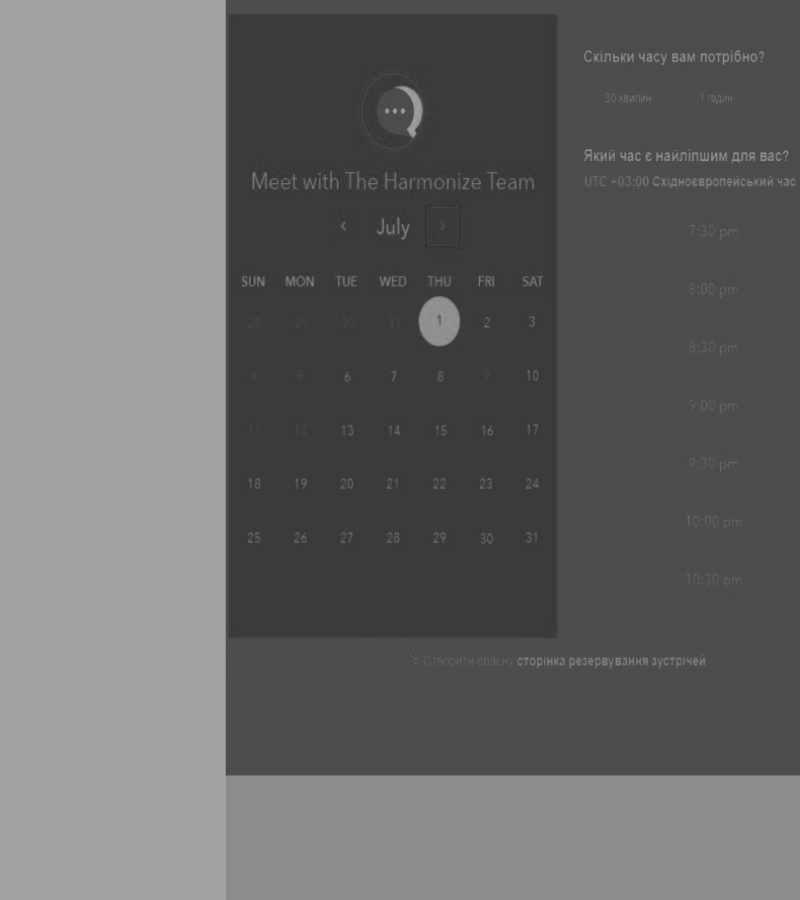 Meet with The Harmonize Team
July
SUN MON TUE WED THU FRI SAT
28 29 30 31 1 2 3
4 5 6 7 8 9 10
11 12 13 14 15 16 17
18 19 20 21 22 23 24
25 26 27 28 29 30 31
Скільки часу вам потрібно?
30 хвилин 1 годин
Який час є найліпшим для вас?
UTC +03:00 Східноєвропейський час
7:30 pm
8:00 pm
8:30 pm
9:00 pm
9:30 pm
10:00 pm
10:30 pm
Створити власну сторінка резервування зустрічей